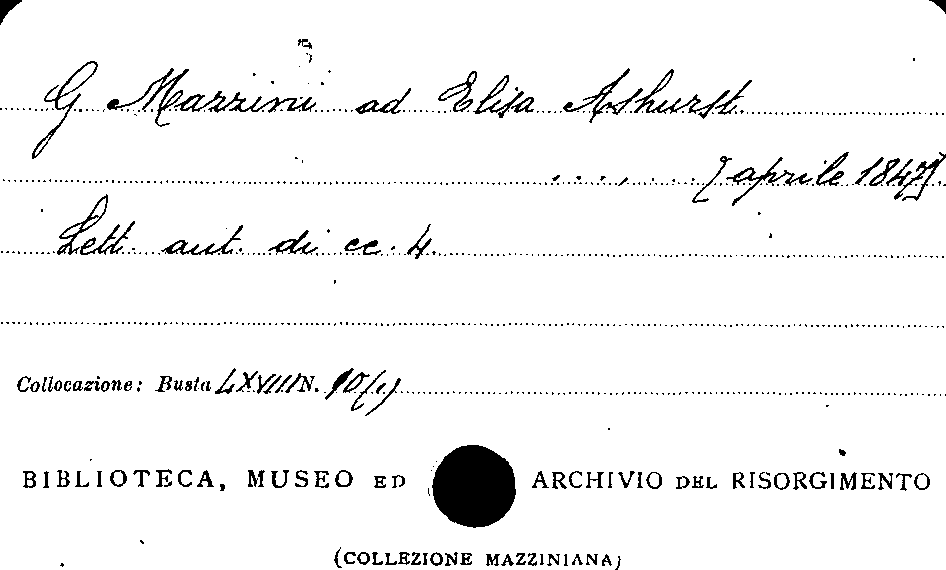 G. Mazzini ad Elisa Ashurst
..., ... [aprile 1847]
Lett. aut. di cc. 4.
Collocazione: Busta LXVIII N. 10/(1)
BIBLIOTECA, MUSEO ED ARCHIVIO DEL RISORGIMENTO
(COLLEZIONE MAZZINIANA)